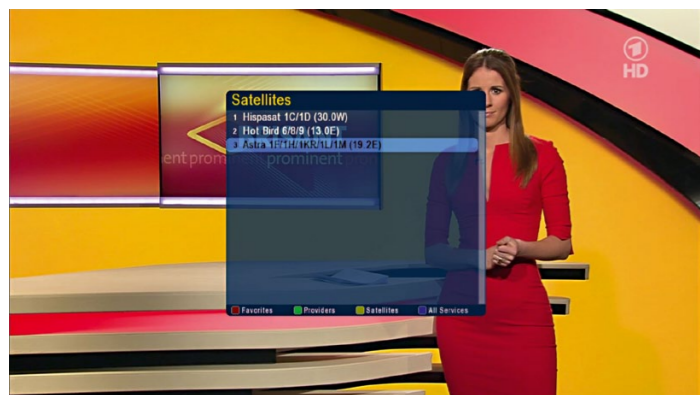 HD
Satellites
1 Hispasat 1C/1D (30.0W)
2 Hot Bird 6/8/9 (13.0E)
3 Astra 1F/1H/1KR/1L/1M (19.2E)
prominent
Favorites
Providers
Satellites
All Services